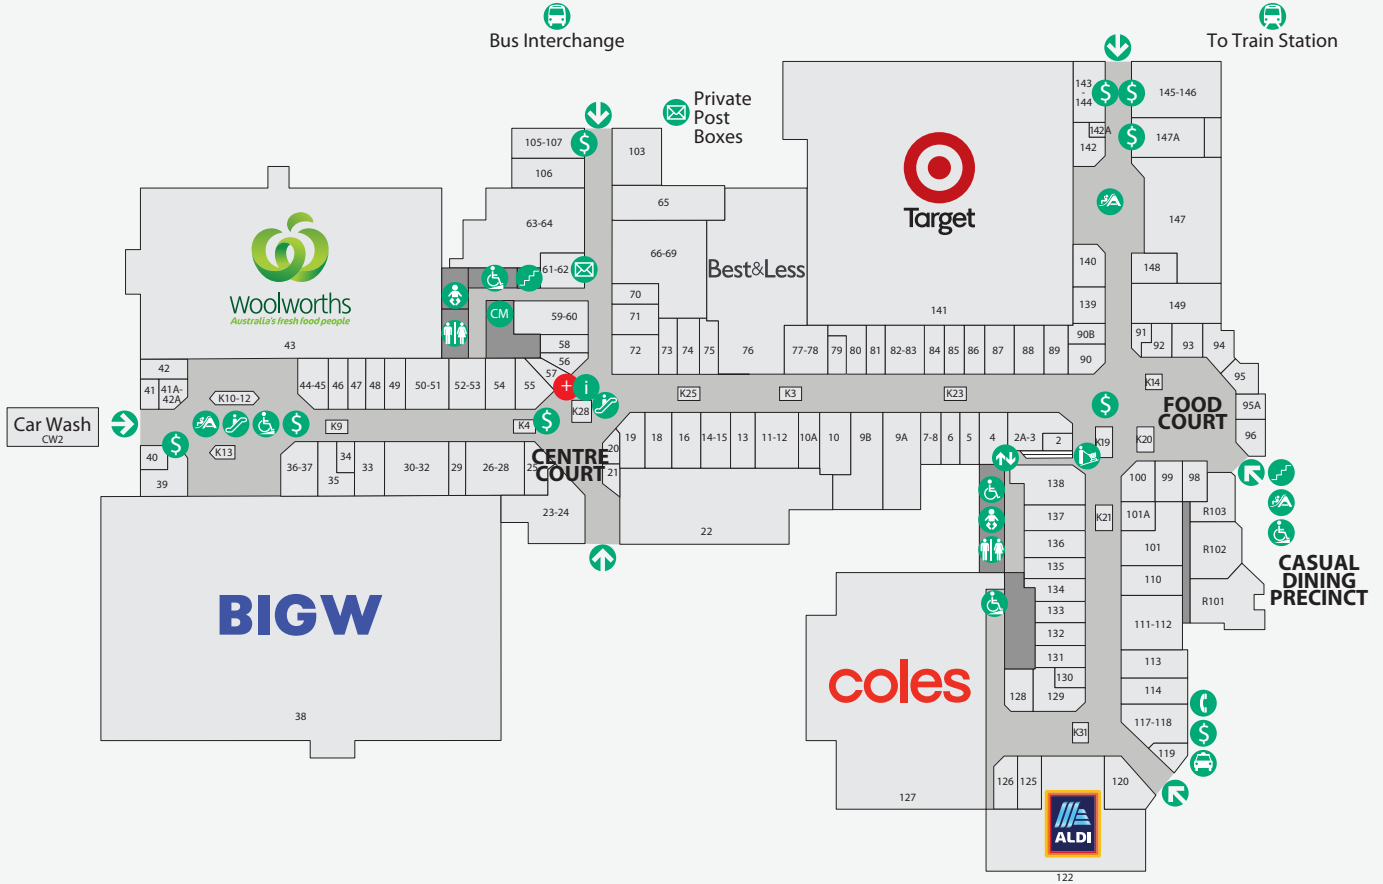 Bus Interchange
To Train Station
Private
Post
Boxes
143
-
144
$
$
145-146
105-107
$
103
142A
142
$
147A
106
65
63-64
Target
147
66-69
Best&Less
61-62
140
148
Woolworths
Australia's fresh food people
43
70
CM
59-60
71
141
139
149
58
72
73
74
75
76
77-78
79
80
81
82-83
84
85
86
87
88
89
90B
90
91
92
93
94
56
57
42
41
41A-
42A
44-45
46
47
48
49
50-51
52-53
54
55
+
i
K10-12
K28
K25
K3
K23
K14
95
95A
96
Car Wash
CW2
$
K9
K4
$
$
FOOD
COURT
$
K13
40
39
36-37
34
35
33
30-32
29
26-28
25
CENTRE
COURT
20
21
19
18
16
14-15
13
11-12
10A
10
9B
9A
7-8
6
5
4
2A-3
2
K19
K20
23-24
22
138
137
136
135
134
133
132
131
130
129
128
K21
100
99
98
101A
101
110
111-112
113
114
117-118
119
R103
R102
R101
CASUAL
DINING
PRECINCT
BIGW
38
coles
127
K31
$
126
125
120
ALDI
122